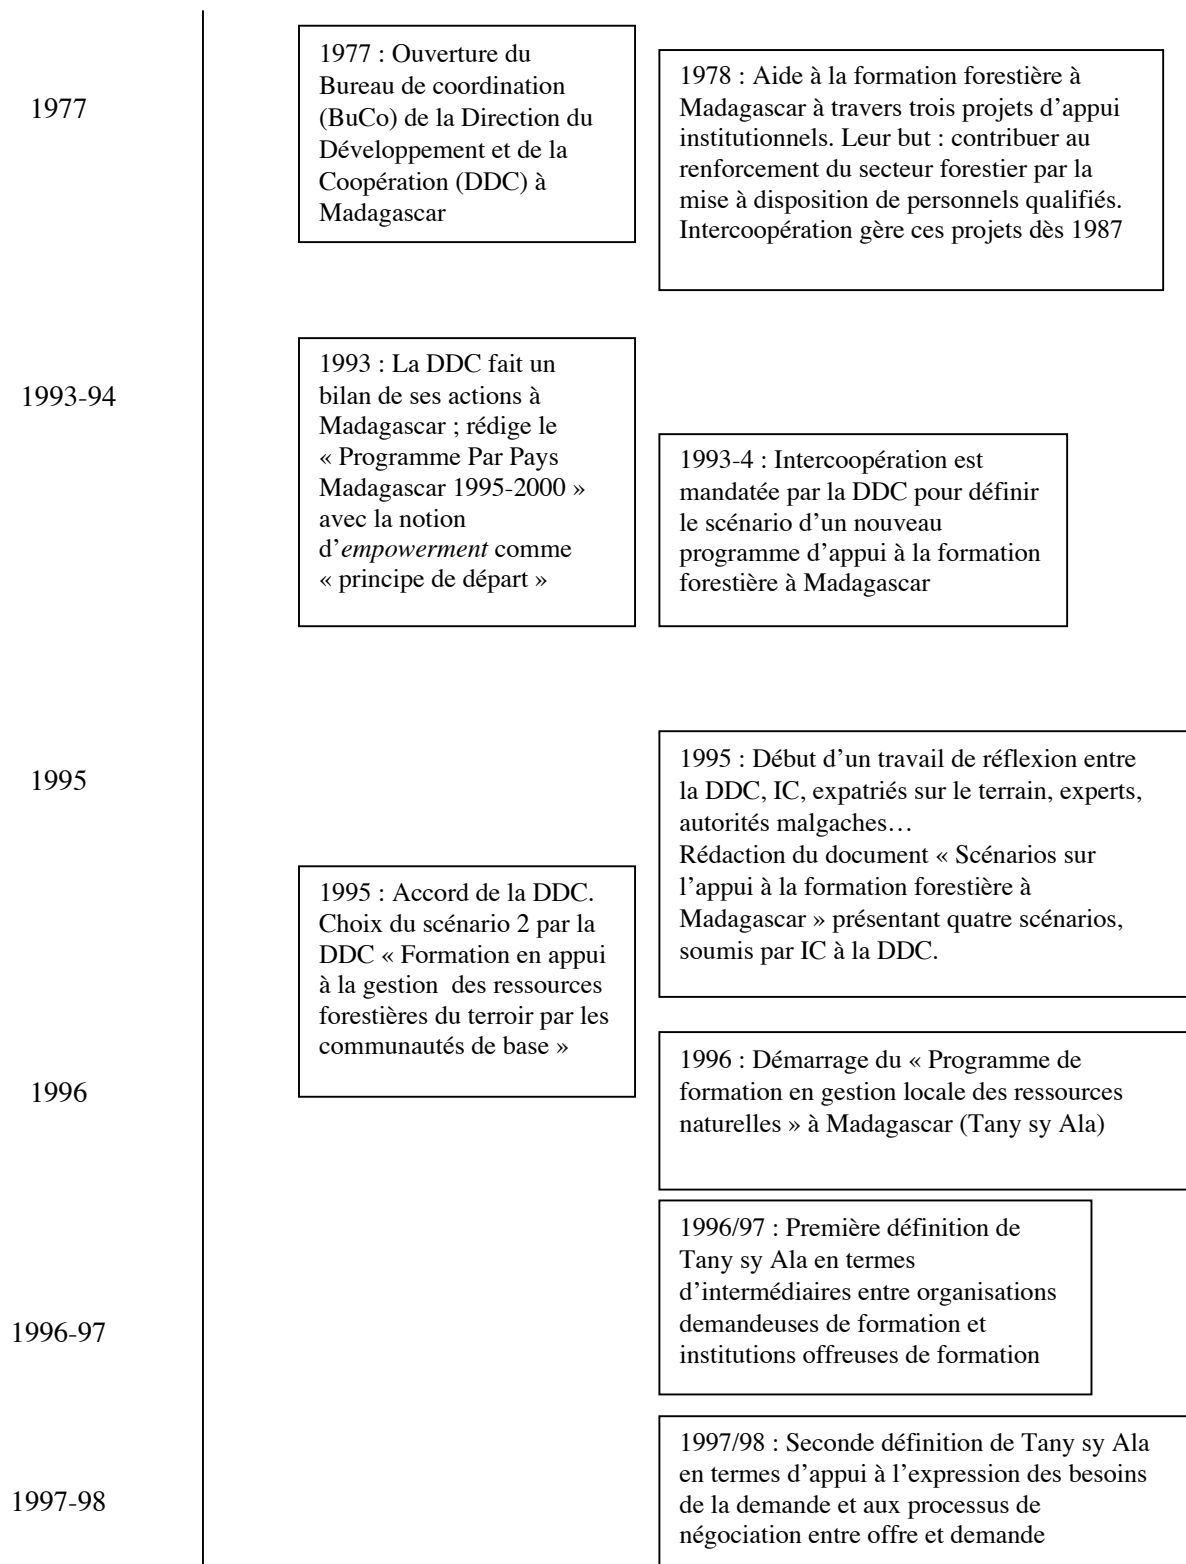 1977
1977 : Ouverture du
Bureau de coordination
(BuCo) de la Direction du
Développement et de la
Coopération (DDC) à
Madagascar
1978 : Aide à la formation forestière à
Madagascar à travers trois projets d’appui
institutionnels. Leur but : contribuer au
renforcement du secteur forestier par la
mise à disposition de personnels qualifiés.
Intercoopération gère ces projets dès 1987
1993-94
1993 : La DDC fait un
bilan de ses actions à
Madagascar ; rédige le
« Programme Par Pays
Madagascar 1995-2000 »
avec la notion
d’empowerment comme
« principe de départ »
1993-4 : Intercoopération est
mandatée par la DDC pour définir
le scénario d’un nouveau
programme d’appui à la formation
forestière à Madagascar
1995
1995 : Début d’un travail de réflexion entre
la DDC, IC, expatriés sur le terrain, experts,
autorités malgaches…
Rédaction du document « Scénarios sur
l’appui à la formation forestière à
Madagascar » présentant quatre scénarios,
soumis par IC à la DDC.
1995 : Accord de la DDC.
Choix du scénario 2 par la
DDC « Formation en appui
à la gestion des ressources
forestières du terroir par les
communautés de base »
1996
1996 : Démarrage du « Programme de
formation en gestion locale des ressources
naturelles » à Madagascar (Tany sy Ala)
1996-97
1996/97 : Première définition de
Tany sy Ala en termes
d’intermédiaires entre organisations
demandeuses de formation et
institutions offreuses de formation
1997-98
1997/98 : Seconde définition de Tany sy Ala
en termes d’appui à l’expression des besoins
de la demande et aux processus de
négociation entre offre et demande